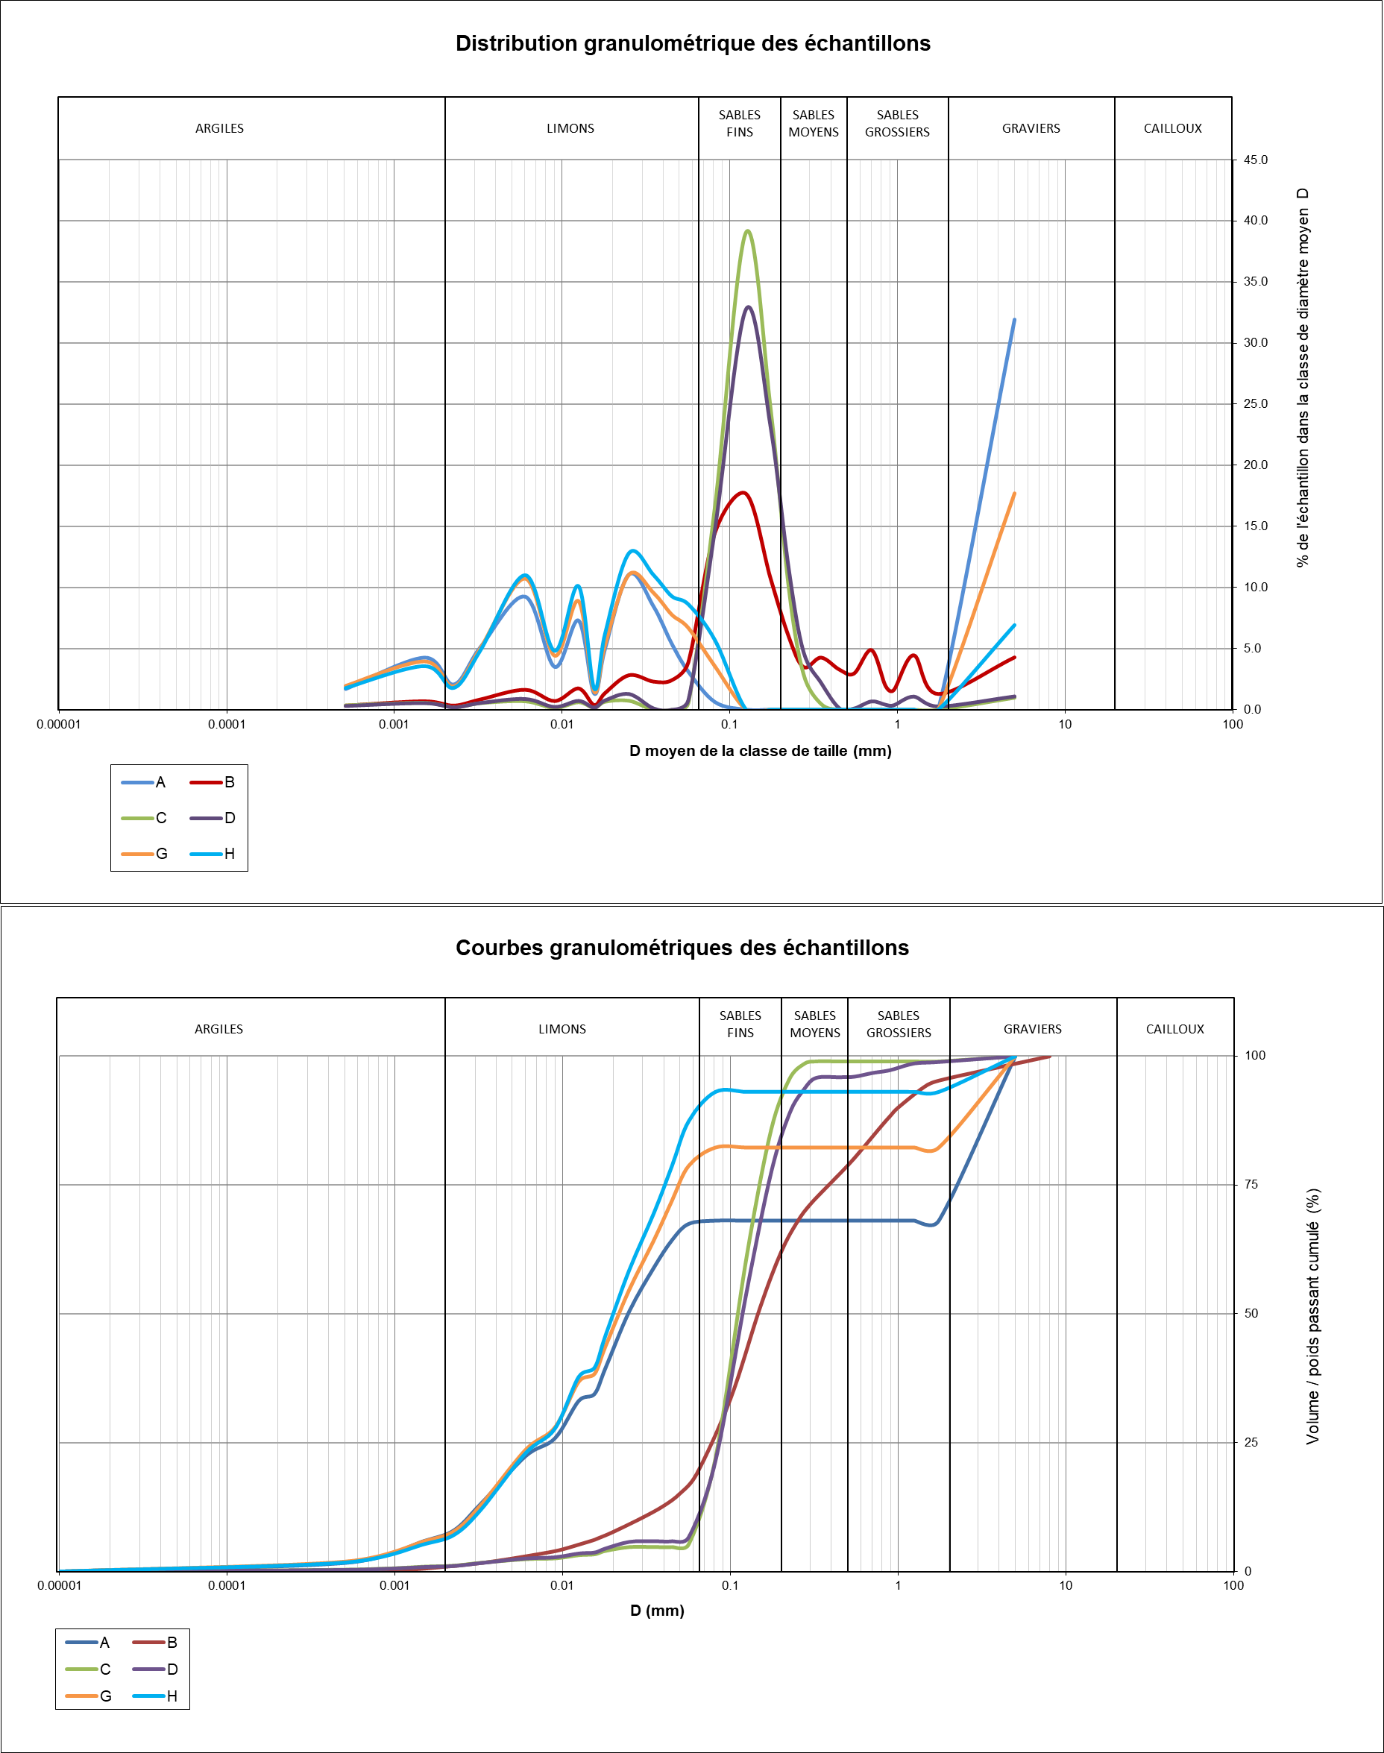 Distribution granulométrique des échantillons
ARGILES
LIMONS
SABLES
FINS
SABLES
MOYENS
SABLES
GROSSIERS
GRAVIERS
CAILLOUX
45.0
40.0
35.0
30.0
25.0
20.0
15.0
10.0
5.0
0.0
% de l'échantillon dans la classe de diamètre moyen D
0.00001 0.0001 0.001 0.01 0.1 1 10 100
D moyen de la classe de taille (mm)
A B
C D
G H
Courbes granulométriques des échantillons
ARGILES
LIMONS
SABLES
FINS
SABLES
MOYENS
SABLES
GROSSIERS
GRAVIERS
CAILLOUX
100
75
50
25
0
Volume / poids passant cumulé (%)
0.00001 0.0001 0.001 0.01 0.1 1 10 100
D (mm)
A B
C D
G H